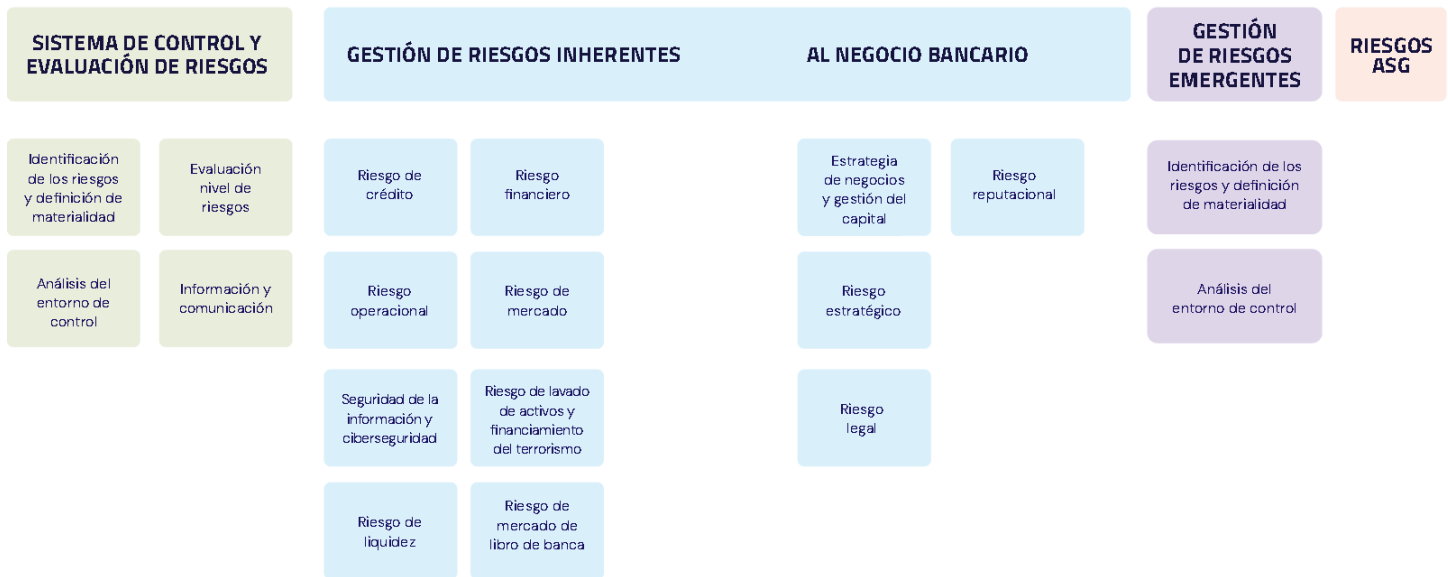 SISTEMA DE CONTROL Y
EVALUACIÓN DE RIESGOS
GESTIÓN DE RIESGOS INHERENTES
AL NEGOCIO BANCARIO
GESTIÓN
DE RIESGOS
EMERGENTES
RIESGOS
ASG
Identificación
de los riesgos
y definición de
materialidad
Evaluación
nivel de
riesgos
Análisis del
entorno de
control
Información y
comunicación
Riesgo de
crédito
Riesgo
financiero
Riesgo
operacional
Riesgo de
mercado
Seguridad de la
información y
ciberseguridad
Riesgo de lavado
de activos y
financiamiento
del terrorismo
Riesgo de
liquidez
Riesgo de
mercado de
libro de banca
Estrategia
de negocios
y gestión del
capital
Riesgo
reputacional
Riesgo
estratégico
Riesgo
legal
Identificación de los
riesgos y definición
de materialidad
Análisis del
entorno de control